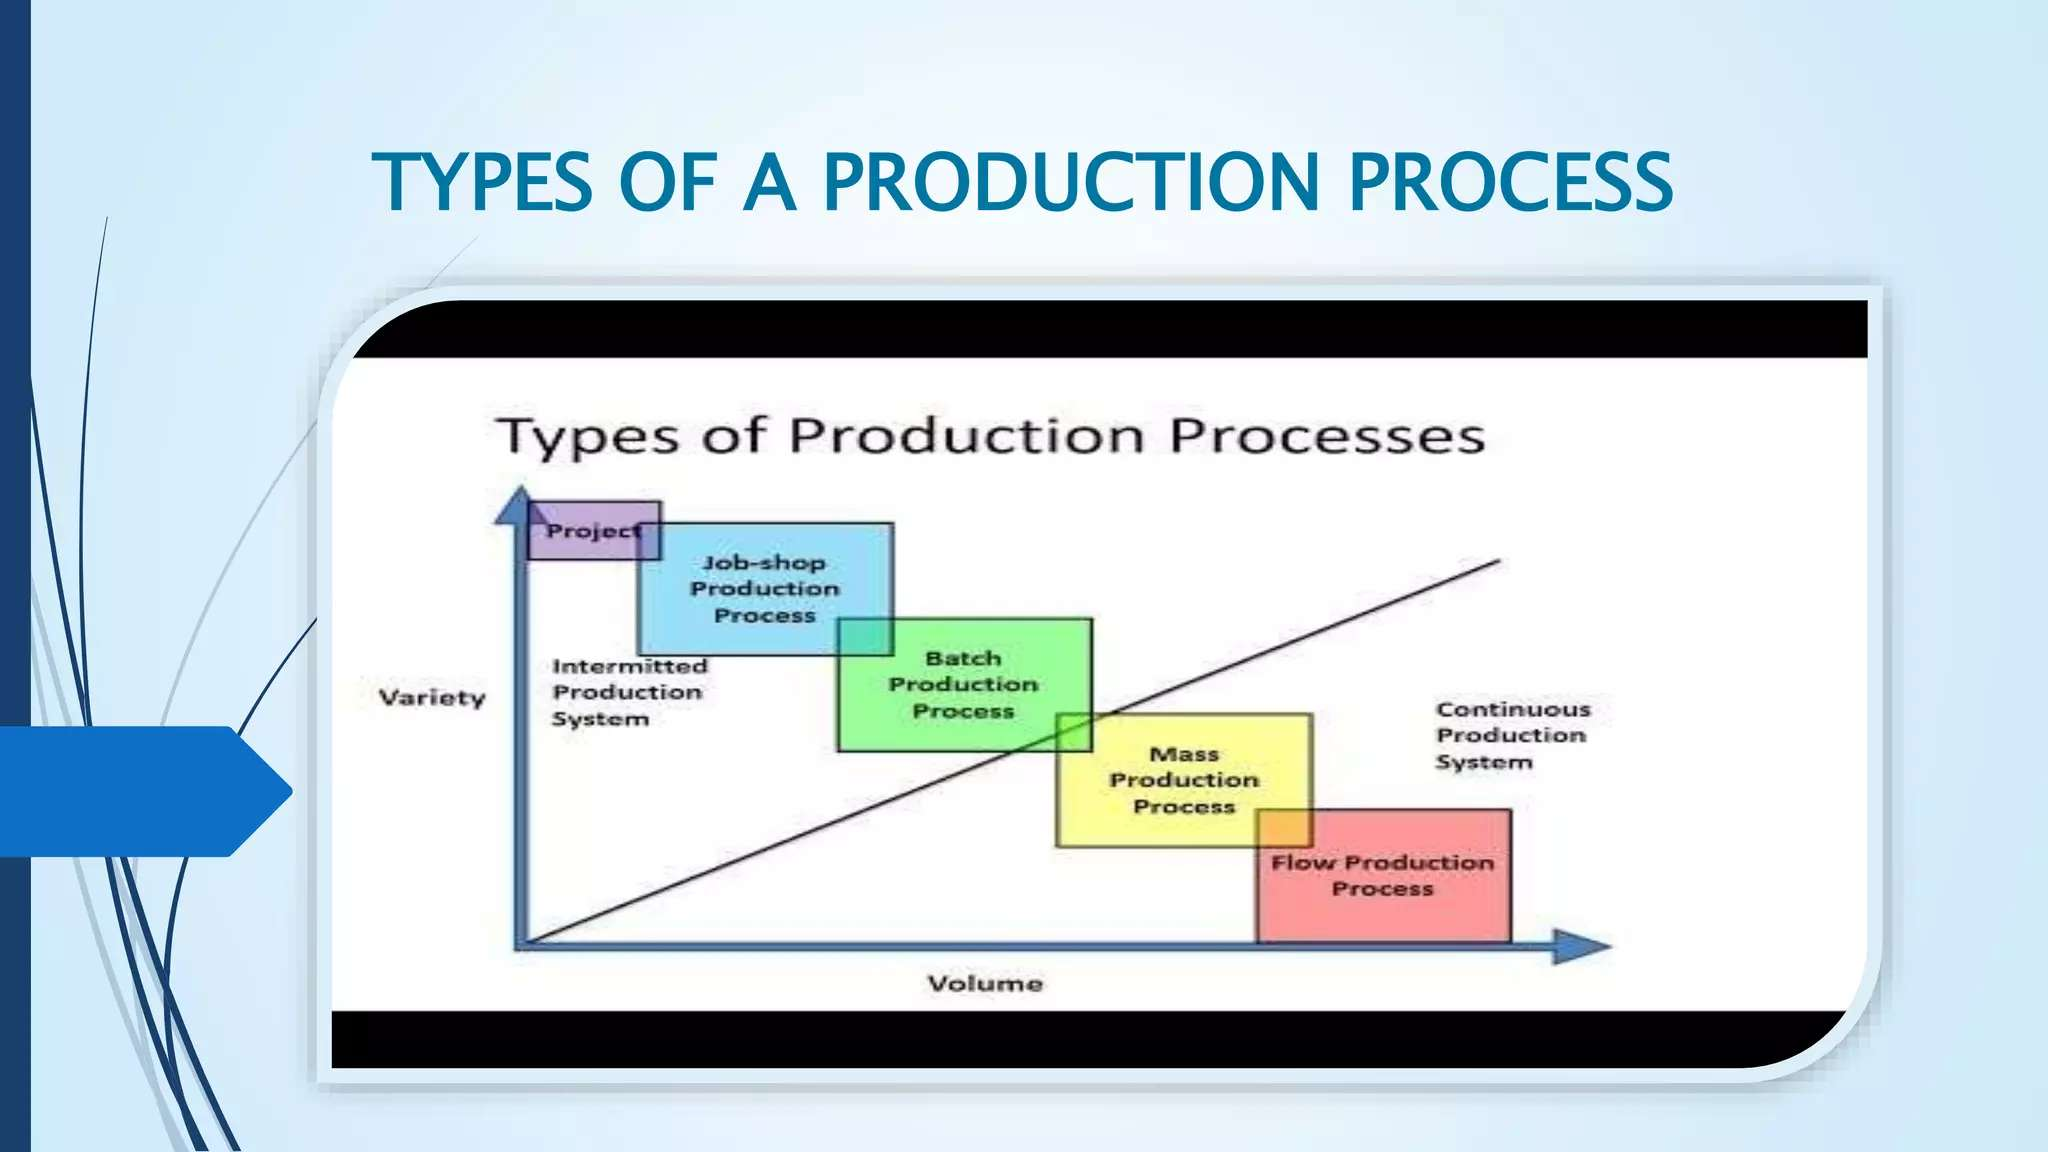 TYPES OF A PRODUCTION PROCESS
Types of Production Processes
Project
Job-shop
Production
Process
Batch
Production
Process
Intermitted
Production
System
Variety
Mass
Production
Process
Continuous
Production
System
Flow Production
Process
Volume